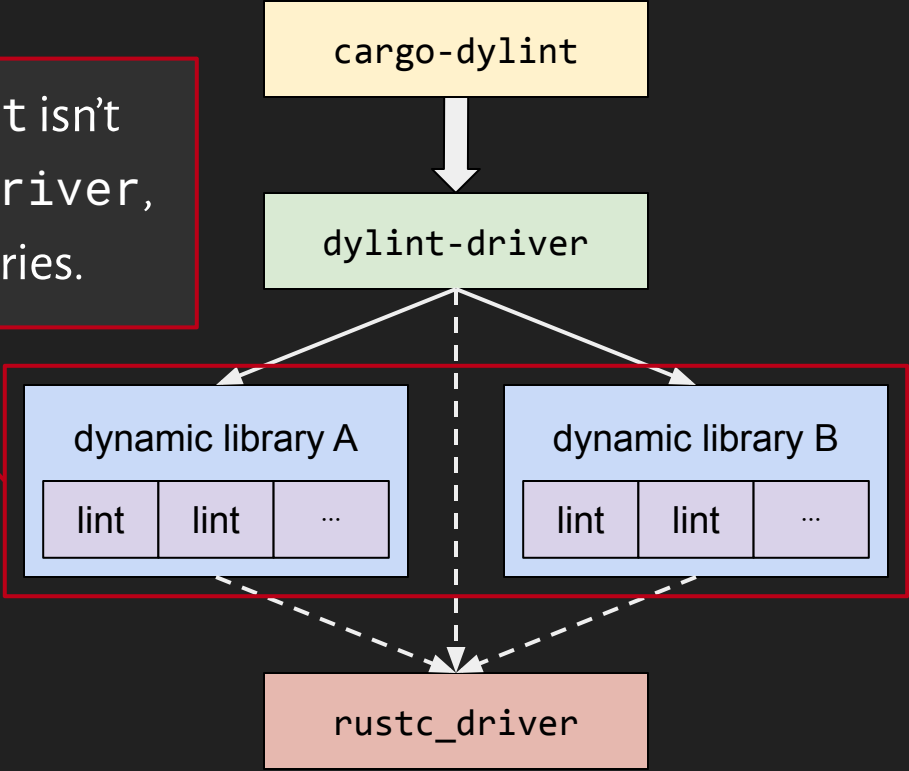 cargo-dylint
t isn't
river,
ries.
dylint-driver
dynamic library A
lint lint ...
dynamic library B
lint lint ...
rustc_driver